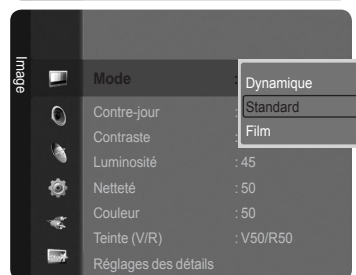 Image
Mode : Dynamique
Contre-jour : Standard
Contraste : Film
Luminosité : 45
Netteté : 50
Couleur : 50
Teinte (V/R) : V50/R50
Réglages des détails